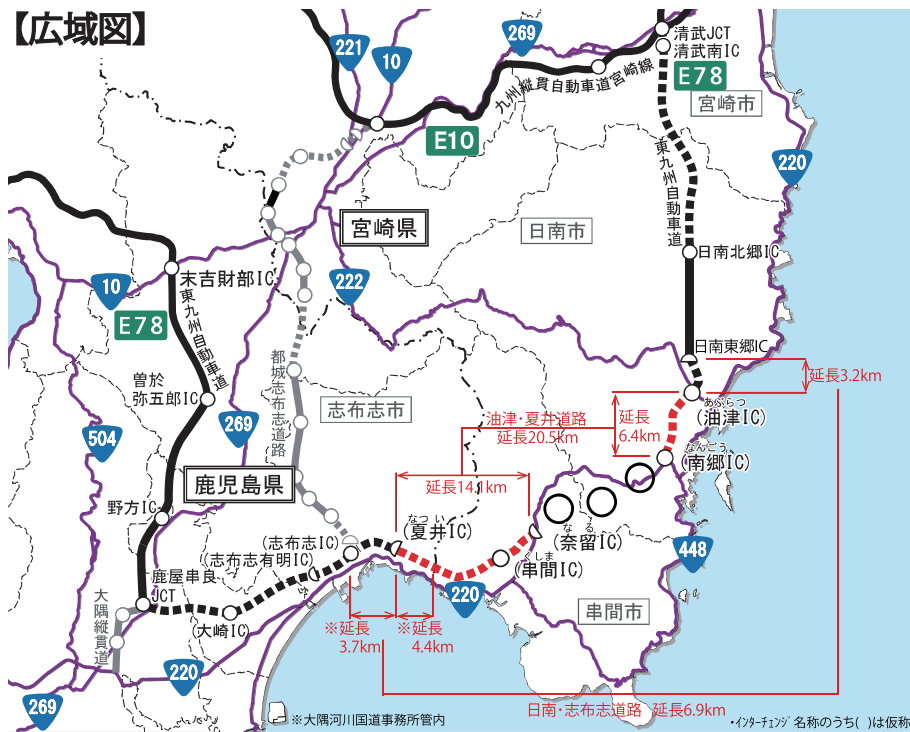 【広域図】
221
10
269
清武JCT
清武南IC
E78
宮崎市
九州縦貫自動車道宮崎線
E10
220
東九州自動車道
宮崎県
日南市
日南北郷IC
末吉財部IC
10
E78
東九州自動車道
222
日南東郷IC
延長3.2km
曽於
弥五郎IC
都城志布志道路
志布志市
油津・夏井道路
延長20.5km
延長
6.4km
あぶらつ
(油津IC)
504
269
なんごう
(南郷IC)
鹿児島県
延長14.1km
野方IC
なつい
(夏井IC)
なる
(奈留IC)
(志布志IC)
(志布志有明IC)
くしま
(串間IC)
448
鹿屋串良
JCT
大隅縦貫道
(大崎IC)
220
串間市
※延長
3.7km
※延長
4.4km
220
269
※大隅河川国道事務所管内
日南・志布志道路 延長6.9km
・インターチェンジ名称のうち( )は仮称